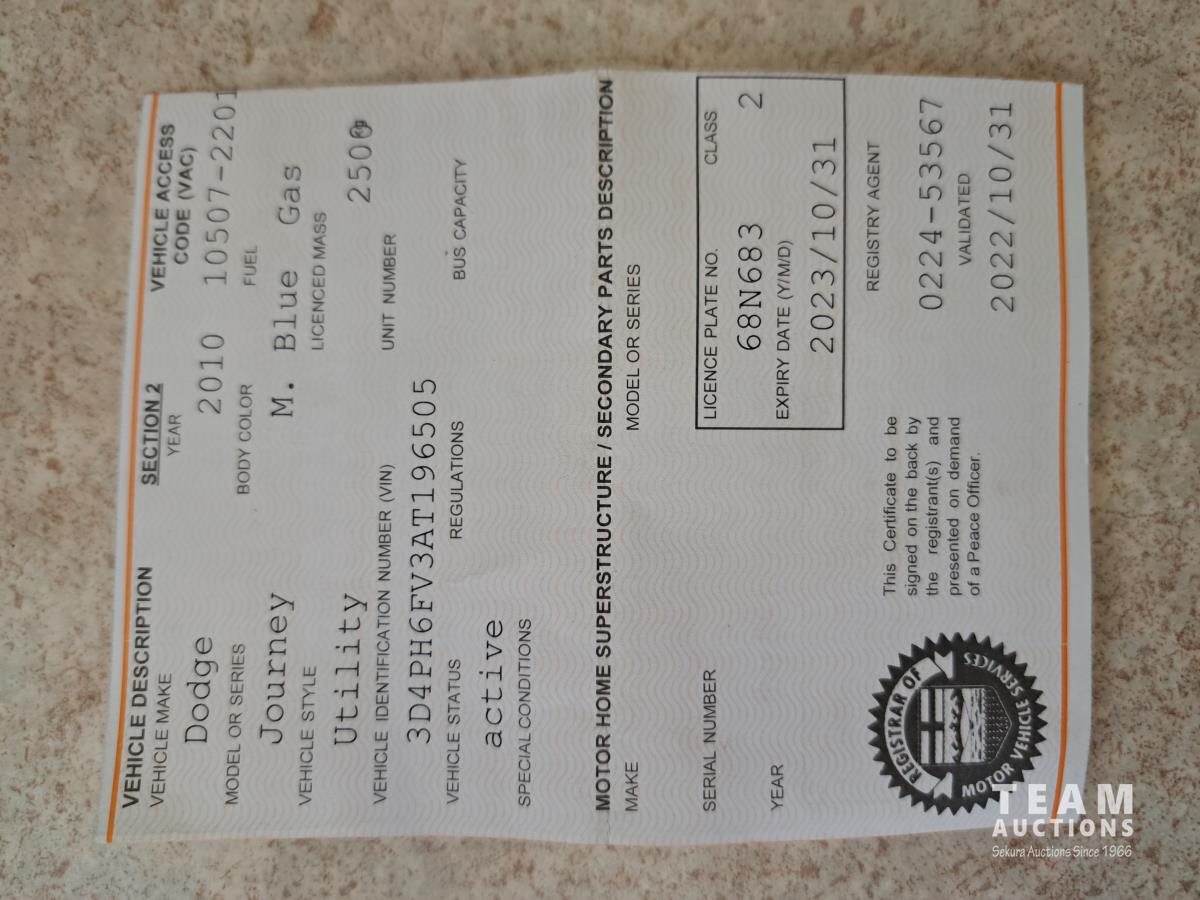 VEHICLE DESCRIPTION SECTION 2 VEHICLE ACCESS
VEHICLE MAKE YEAR CODE (VAC)
Dodge 2010 10507-2201
MODEL OR SERIES BODY COLOR FUEL
Journey M. Blue Gas
VEHICLE STYLE LICENCED MASS
Utility 2500 Kg
VEHICLE IDENTIFICATION NUMBER (VIN) UNIT NUMBER
3D4PH6FV3AT196505
VEHICLE STATUS REGULATIONS BUS CAPACITY
active
SPECIAL CONDITIONS
MOTOR HOME SUPERSTRUCTURE / SECONDARY PARTS DESCRIPTION
MAKE MODEL OR SERIES
SERIAL NUMBER
YEAR
LICENCE PLATE NO. CLASS
68N683 2
EXPIRY DATE (Y/M/D)
2023/10/31
REGISTRY AGENT
0224-53567
VALIDATED
2022/10/31
This Certificate to be
signed on the back by
the registrant(s) and
presented on demand
of a Peace Officer.
REGISTRAR OF
MOTOR VEHICLE SERVICES
TEAM
AUCTIONS
Sekura Auctions Since 1966